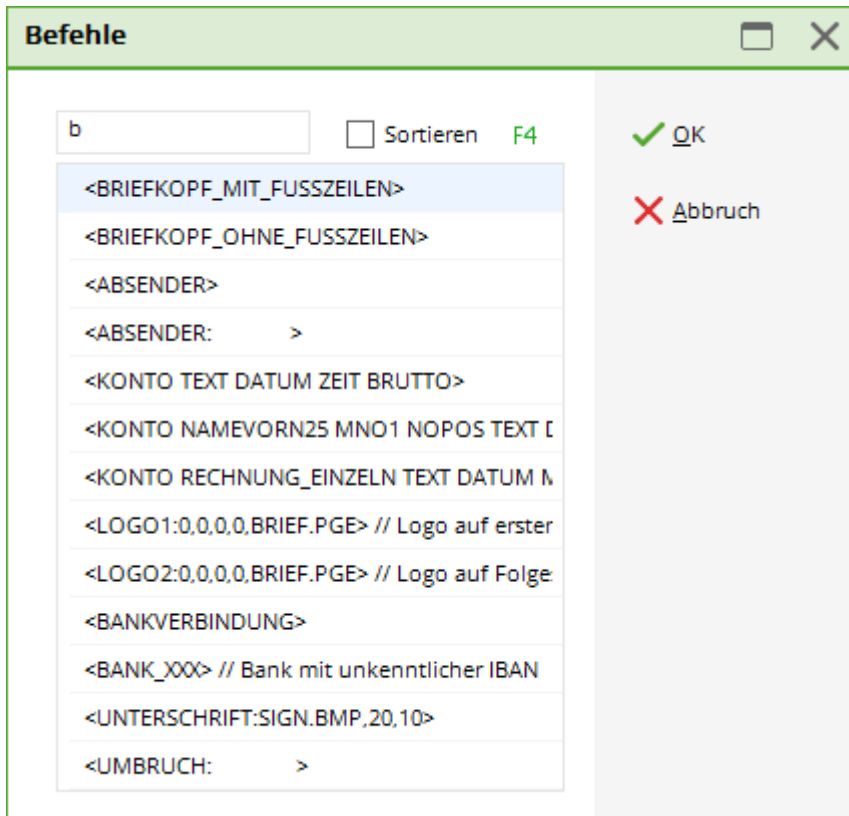 Befehle
b
Sortieren F4
OK
Abbruch
<BRIEFKOPF_MIT_FUSSZEILEN>
<BRIEFKOPF_OHNE_FUSSZEILEN>
<ABSENDER>
<ABSENDER: >
<KONTO TEXT DATUM ZEIT BRUTTO>
<KONTO NAMEVORN25 MNO1 NOPOS TEXT
<KONTO RECHNUNG_EINZELN TEXT DATUM
<LOGO1:0,0,0,0,BRIEF.PGE> // Logo auf erster
<LOGO2:0,0,0,0,BRIEF.PGE> // Logo auf Folge
<BANKVERBINDUNG>
<BANK_XXX> // Bank mit unkenntlicher IBAN
<UNTERSCHRIFT:SIGN.BMP,20,10>
<UMBRUCH: >